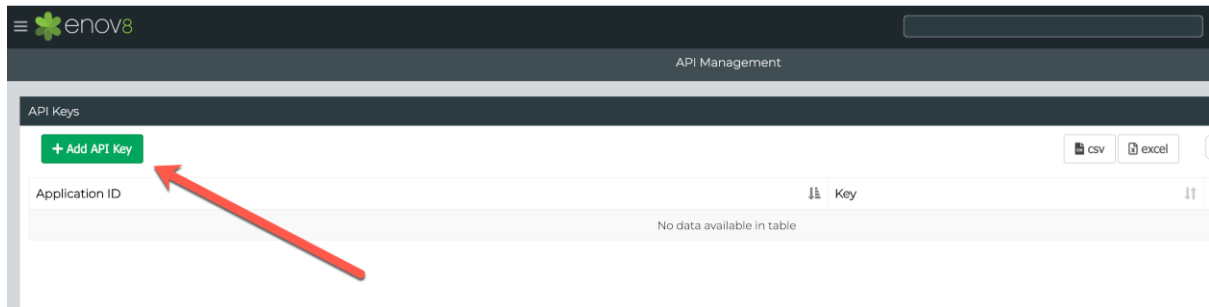 enov8
API Management
API Keys
+ Add API Key
csv excel
Application ID Key
No data available in table